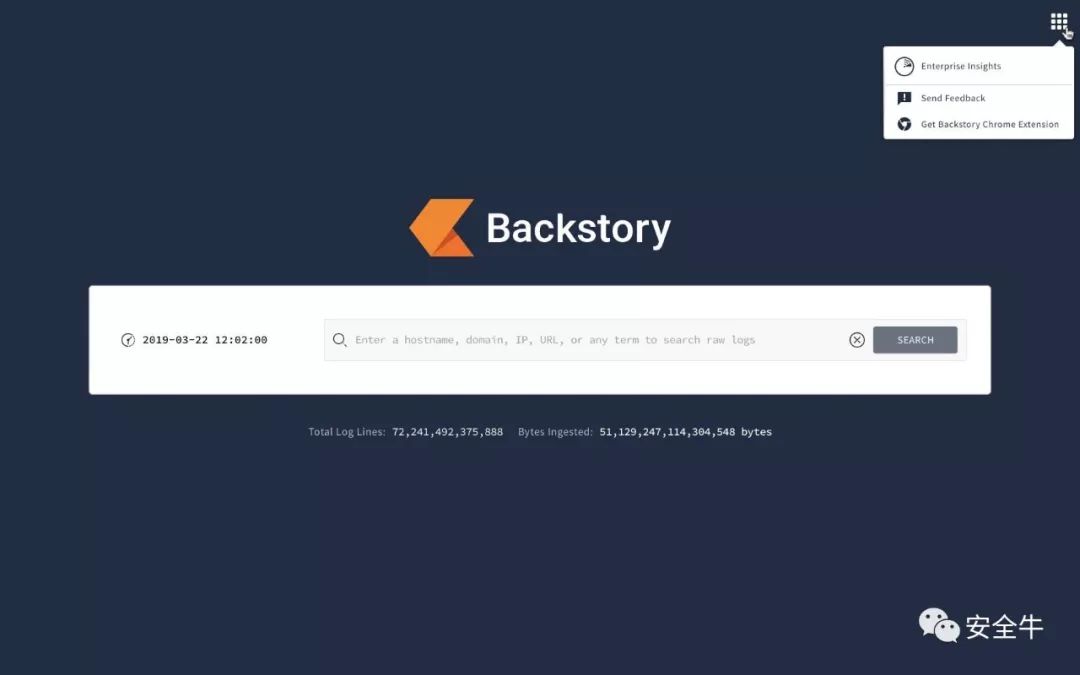 Enterprise Insights
Send Feedback
Get Backstory Chrome Extension
Backstory
2019-03-22 12:02:00
Enter a hostname, domain, IP, URL, or any term to search raw logs
SEARCH
Total Log Lines: 72,241,492,375,888 Bytes Ingested: 51,129,247,114,304,548 bytes
安全牛